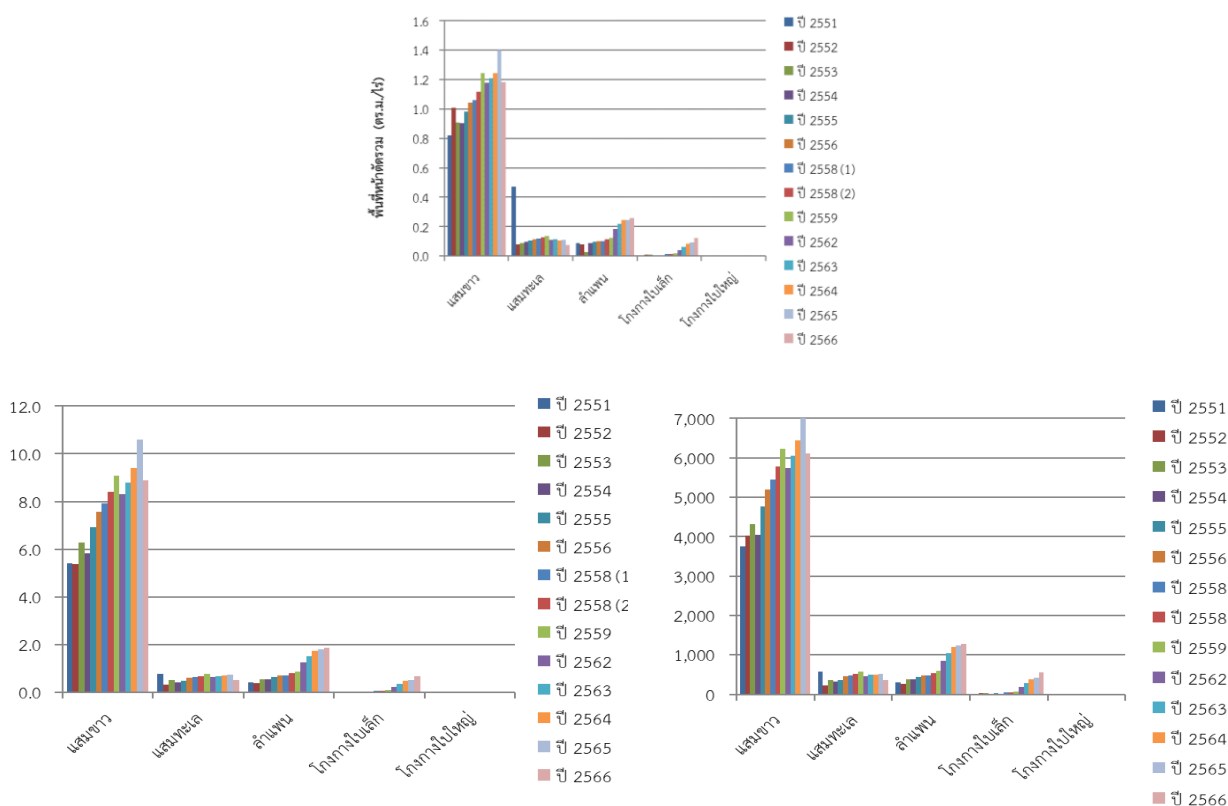 พื้นที่หน้าตัดรวม (ตร.ม./ไร่)
1.6
1.4
1.2
1.0
0.8
0.6
0.4
0.2
0.0
แสมขาว
แสมทะเล
ลำแพน
โกงกางใบเล็ก
โกงกางใบใหญ่
ปี 2551
ปี 2552
ปี 2553
ปี 2554
ปี 2555
ปี 2556
ปี 2558 (1)
ปี 2558 (2)
ปี 2559
ปี 2562
ปี 2563
ปี 2564
ปี 2565
ปี 2566
12.0
10.0
8.0
6.0
4.0
2.0
0.0
แสมขาว
แสมทะเล
ลำแพน
โกงกางใบเล็ก
โกงกางใบใหญ่
ปี 2551
ปี 2552
ปี 2553
ปี 2554
ปี 2555
ปี 2556
ปี 2558 (1
ปี 2558 (2
ปี 2559
ปี 2562
ปี 2563
ปี 2564
ปี 2565
ปี 2566
7,000
6,000
5,000
4,000
3,000
2,000
1,000
0
แสมขาว
แสมทะเล
ลำแพน
โกงกางใบเล็ก
โกงกางใบใหญ่
ปี 2551
ปี 2552
ปี 2553
ปี 2554
ปี 2555
ปี 2556
ปี 2558
ปี 2558
ปี 2559
ปี 2562
ปี 2563
ปี 2564
ปี 2565
ปี 2566